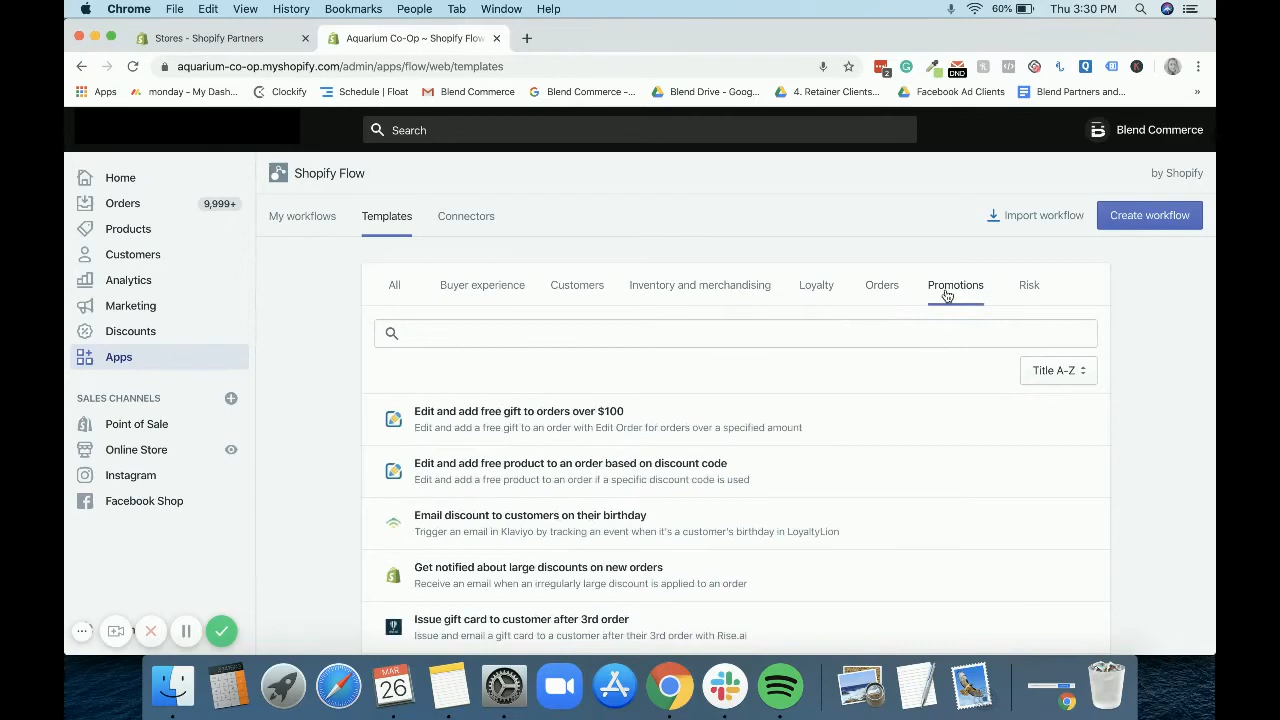 Chrome File Edit View History Bookmarks People Tab Window Help 60% Thu 3:30 PM
Stores - Shopify Partners Aquarium Co-Op ~ Shopify Flow
aquarium-co-op.myshopify.com/admin/apps/flow/web/templates 2 DND
Apps monday - My Dash... Clockify Schedule | Float Blend Commerce Blend Commerce -... Blend Drive - Goog... 4. Retainer Clients... Facebook Ad Clients Blend Partners and... »
Search Blend Commerce
Home
Orders 9,999+
Products
Customers
Analytics
Marketing
Discounts
Apps
SALES CHANNELS
Point of Sale
Online Store
Instagram
Facebook Shop
Shopify Flow by Shopify
My workflows Templates Connectors Import workflow Create workflow
All Buyer experience Customers Inventory and merchandising Loyalty Orders Promotions Risk
Title A-Z
Edit and add free gift to orders over $100
Edit and add a free gift to an order with Edit Order for orders over a specified amount
Edit and add free product to an order based on discount code
Edit and add a free product to an order if a specific discount code is used
Email discount to customers on their birthday
Trigger an email in Klaviyo by tracking an event when it's a customer's birthday in LoyaltyLion
Get notified about large discounts on new orders
Receive an email when an irregularly large discount is applied to an order
Issue gift card to customer after 3rd order
Issue and email a gift card to a customer after their 3rd order with Rise.ai
26